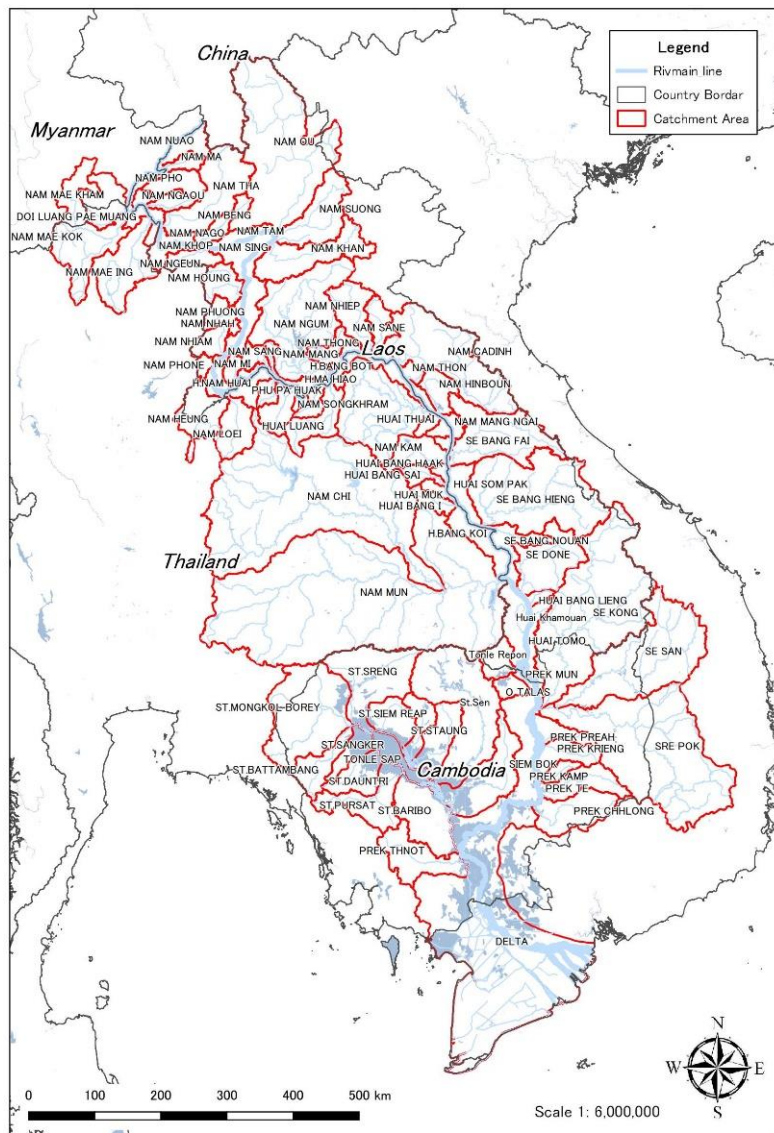 China
Legend
Rivmain line
Country Bordar
Catchment Area
Myanmar
NAM NUAO
NAM OU
NAM MA
NAM PHO
NAM THA
NAM MAE KHAM
NAM NGAOU
DOI LUANG PAE MUANG
NAM BENG
NAM SUONG
NAM MAE KOK
NAM NAGO
NAM TAM
NAM KHOP
NAM SING
NAM KHAN
NAM MAE ING
NAM NGEUN
NAM HOUNG
NAM PHUONG
NAM NHIEP
NAM NHAH
NAM NGUM
NAM SANE
NAM NHIAM
NAM THONG
Laos
NAM CADINH
NAM SANG
NAM MANG
NAM PHONE
NAM MI
H.BANG BOT
NAM THON
H.NAM HUAI
H.MA HIAO
NAM HINBOUN
PHU PA HUAK
NAM SONGKHRAM
NAM HEUNG
HUAI LUANG
HUAI THUAI
NAM MANG NGAI
NAM LOEI
SE BANG FAI
NAM KAM
HUAI BANG HAAK
HUAI BANG SAI
HUAI SOM PAK
NAM CHI
HUAI MUK
SE BANG HIENG
HUAI BANG I
H.BANG KOI
SE BANG NOUAN
SE DONE
Thailand
NAM MUN
HUAI BANG LIENG
SE KONG
Huai Khamouan
HUAI TOMO
Tonle Repon
SE SAN
ST.SRENG
PREK MUN
O TALAS
ST.MONGKOL-BOREY
ST.SIEM REAP
St.Sen
ST.STAUNG
PREK PREAH
ST.SANGKER
PREK KRIENG
SRE POK
TONLE SAP
SIEM BOK
ST.BATTAMBANG
Cambodia
ST.DAUNTRI
PREK KAMP
PREK TE
ST.PURSAT
ST.BARIBO
PREK CHHLONG
PREK THNOT
DELTA
N
W
E
S
0 100 200 300 400 500 km
Scale 1: 6,000,000